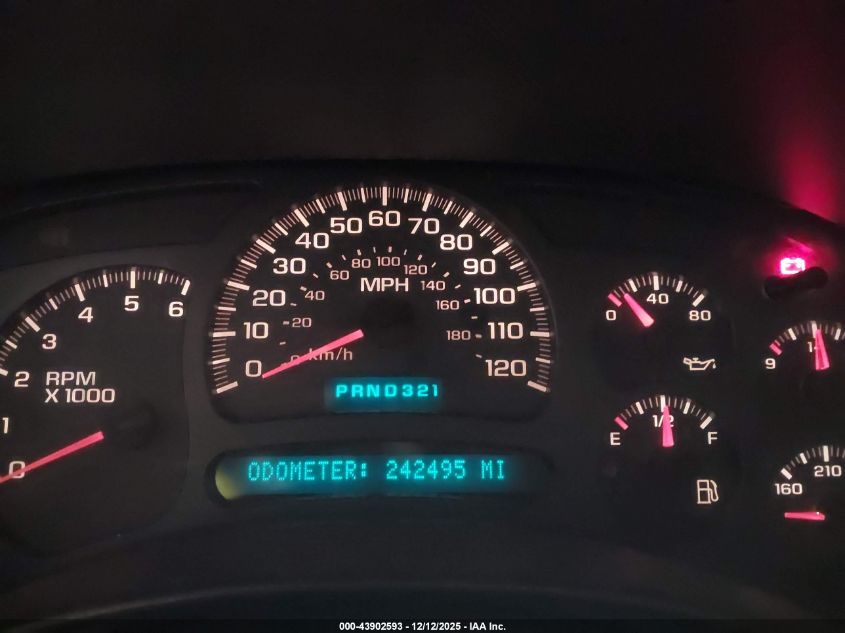 0 1 2 3 4 5 6
RPM
X 1000
0 10 20 30 40 50 60 70 80 90 100 110 120
20 40 60 80 100 120 140 160 180
MPH
km/h
PRND321
ODOMETER: 242495 MI
0 40 80
E 1/2 F
9
160 210
000-43902593 - 12/12/2025 - IAA Inc.